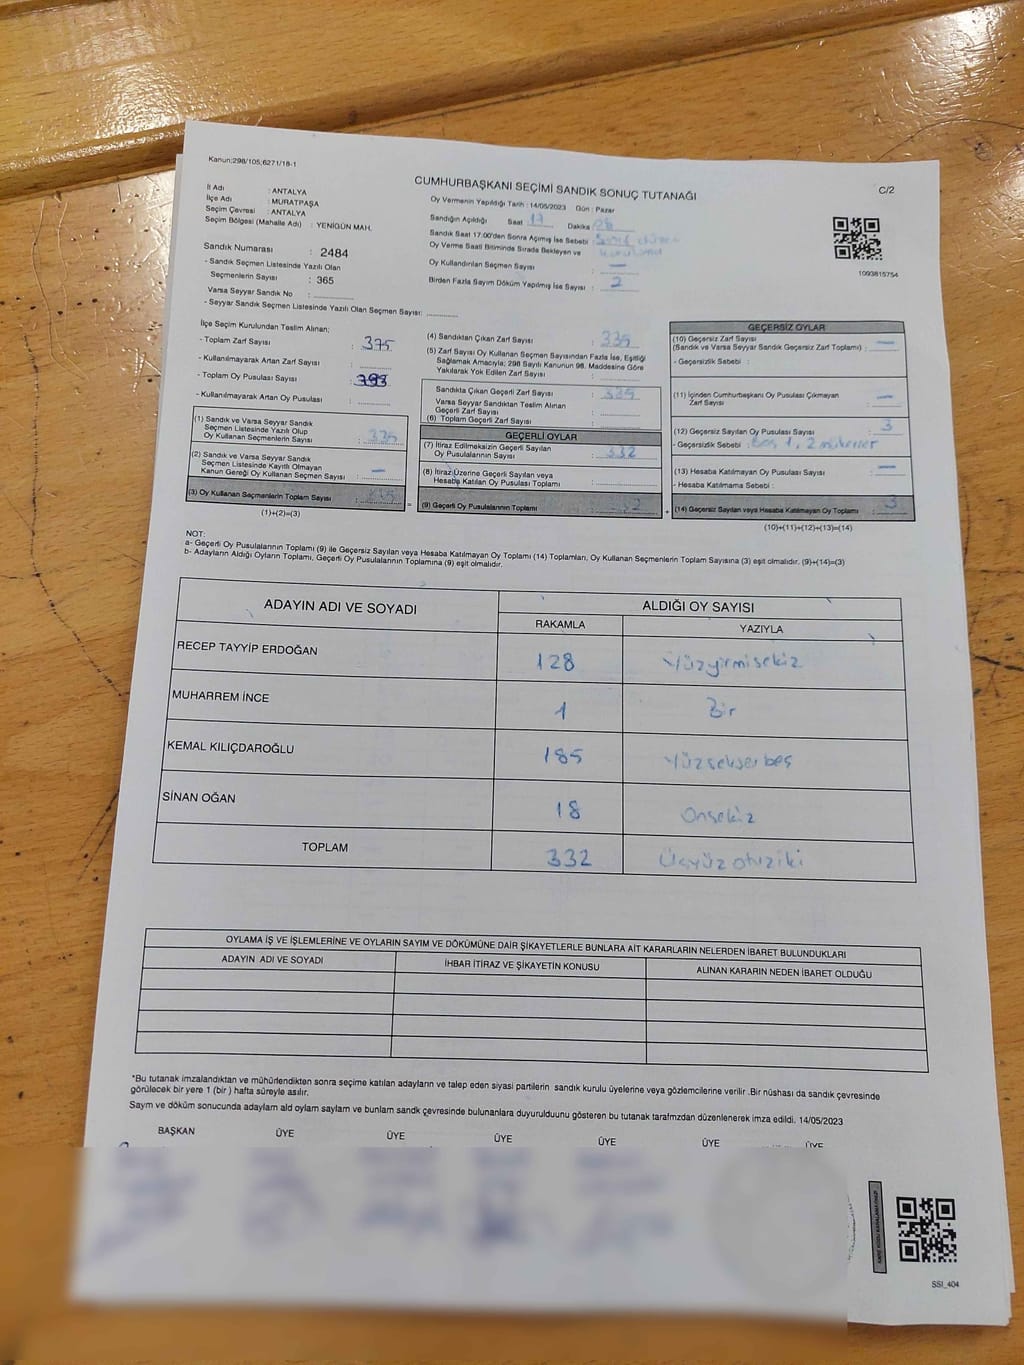 Kanun:298/105,6271/18-1
CUMHURBAŞKANI SEÇİMİ SANDIK SONUÇ TUTANAĞI
C/2
İl Adı : ANTALYA
İlçe Adı : MURATPAŞA
Seçim Çevresi : ANTALYA
Seçim Bölgesi (Mahalle Adı) : YENİGÜN MAH.
Oy Vermenin Yapıldığı Tarih : 14/05/2023 Gün : Pazar
Sandığın Açıldığı Saat 17 Dakika
Sandık Saat 17.00'den Sonra Açımış İse Sebebi :
Oy Verme Saati Bitiminde Sırada Bekleyen ve
Oy Kullandırılan Seçmen Sayısı : —
Birden Fazla Sayım Döküm Yapılmış İse Sayısı : 2
1093815754
Sandık Numarası : 2484
- Sandık Seçmen Listesinde Yazılı Olan
Seçmenlerin Sayısı : 365
Varsa Seyyar Sandık No :
- Seyyar Sandık Seçmen Listesinde Yazılı Olan Seçmen Sayısı:
İlçe Seçim Kurulundan Teslim Alınan;
- Toplam Zarf Sayısı : 375
- Kullanılmayarak Artan Zarf Sayısı :
- Toplam Oy Pusulası Sayısı :
- Kullanılmayarak Artan Oy Pusulası :
(1) Sandık ve Varsa Seyyar Sandık
Seçmen Listesinde Yazılı Olup
Oy Kullanan Seçmenlerin Sayısı : 335
(2) Sandık ve Varsa Seyyar Sandık
Seçmen Listesinde Kayıtlı Olmayan
Kanun Gereği Oy Kullanan Seçmen Sayısı : —
(3) Oy Kullanan Seçmenlerin Toplam Sayısı : 335
(1)+(2)=(3)
(4) Sandıktan Çıkan Zarf Sayısı : 335
(5) Zarf Sayısı Oy Kullanan Seçmen Sayısından Fazla İse, Eşitliği
Sağlamak Amacıyla; 298 Sayılı Kanunun 98. Maddesine Göre
Yakılarak Yok Edilen Zarf Sayısı :
Sandıkta Çıkan Geçerli Zarf Sayısı : 335
Varsa Seyyar Sandıktan Teslim Alınan
Geçerli Zarf Sayısı :
(6) Toplam Geçerli Zarf Sayısı :
GEÇERLİ OYLAR
(7) İtiraz Edilmeksizin Geçerli Sayılan
Oy Pusulalarının Sayısı : 332
(8) İtiraz Üzerine Geçerli Sayılan veya
Hesaba Katılan Oy Pusulası Toplamı :
(9) Geçerli Oy Pusulalarının Toplamı : 332
=
+
GEÇERSİZ OYLAR
(10) Geçersiz Zarf Sayısı
(Sandık ve Varsa Seyyar Sandık Geçersiz Zarf Toplamı) : —
- Geçersizlik Sebebi :
(11) İçinden Cumhurbaşkanı Oy Pusulası Çıkmayan
Zarf Sayısı : —
(12) Geçersiz Sayılan Oy Pusulası Sayısı : 3
- Geçersizlik Sebebi : Boş 1, 2 mükerrer
(13) Hesaba Katılmayan Oy Pusulası Sayısı : —
- Hesaba Katılmama Sebebi :
(14) Geçersiz Sayılan veya Hesaba Katılmayan Oy Toplamı : 3
(10)+(11)+(12)+(13)=(14)
NOT:
a- Geçerli Oy Pusulalarının Toplamı (9) ile Geçersiz Sayılan veya Hesaba Katılmayan Oy Toplamı (14) Toplamları, Oy Kullanan Seçmenlerin Toplam Sayısına (3) eşit olmalıdır. (9)+(14)=(3)
b- Adayların Aldığı Oyların Toplamı, Geçerli Oy Pusulalarının Toplamına (9) eşit olmalıdır.
ADAYIN ADI VE SOYADI
ALDIĞI OY SAYISI
RAKAMLA YAZIYLA
RECEP TAYYİP ERDOĞAN 128 Yüzyirmisekiz
MUHARREM İNCE 1 Bir
KEMAL KILIÇDAROĞLU 185 Yüzseksenbeş
SİNAN OĞAN 18 Onsekiz
TOPLAM 332 Üçyüz otuziki
OYLAMA İŞ VE İŞLEMLERİNE VE OYLARIN SAYIM VE DÖKÜMÜNE DAİR ŞİKAYETLERLE BUNLARA AİT KARARLARIN NELERDEN İBARET BULUNDUKLARI
ADAYIN ADI VE SOYADI İHBAR İTİRAZ VE ŞİKAYETİN KONUSU ALINAN KARARIN NEDEN İBARET OLDUĞU
*Bu tutanak imzalandıktan ve mühürlendikten sonra seçime katılan adayların ve talep eden siyasi partilerin sandık kurulu üyelerine veya gözlemcilerine verilir .Bir nüshası da sandık çevresinde
görülecek bir yere 1 (bir ) hafta süreyle asılır.
Sayım ve döküm sonucunda adaylam ald oylam saylam ve bunlam sandk çevresinde bulunanlara duyurulduunu gösteren bu tutanak tarafmzdan düzenlenerek imza edildi. 14/05/2023
BAŞKAN ÜYE ÜYE ÜYE ÜYE ÜYE ÜYE
SSI_404